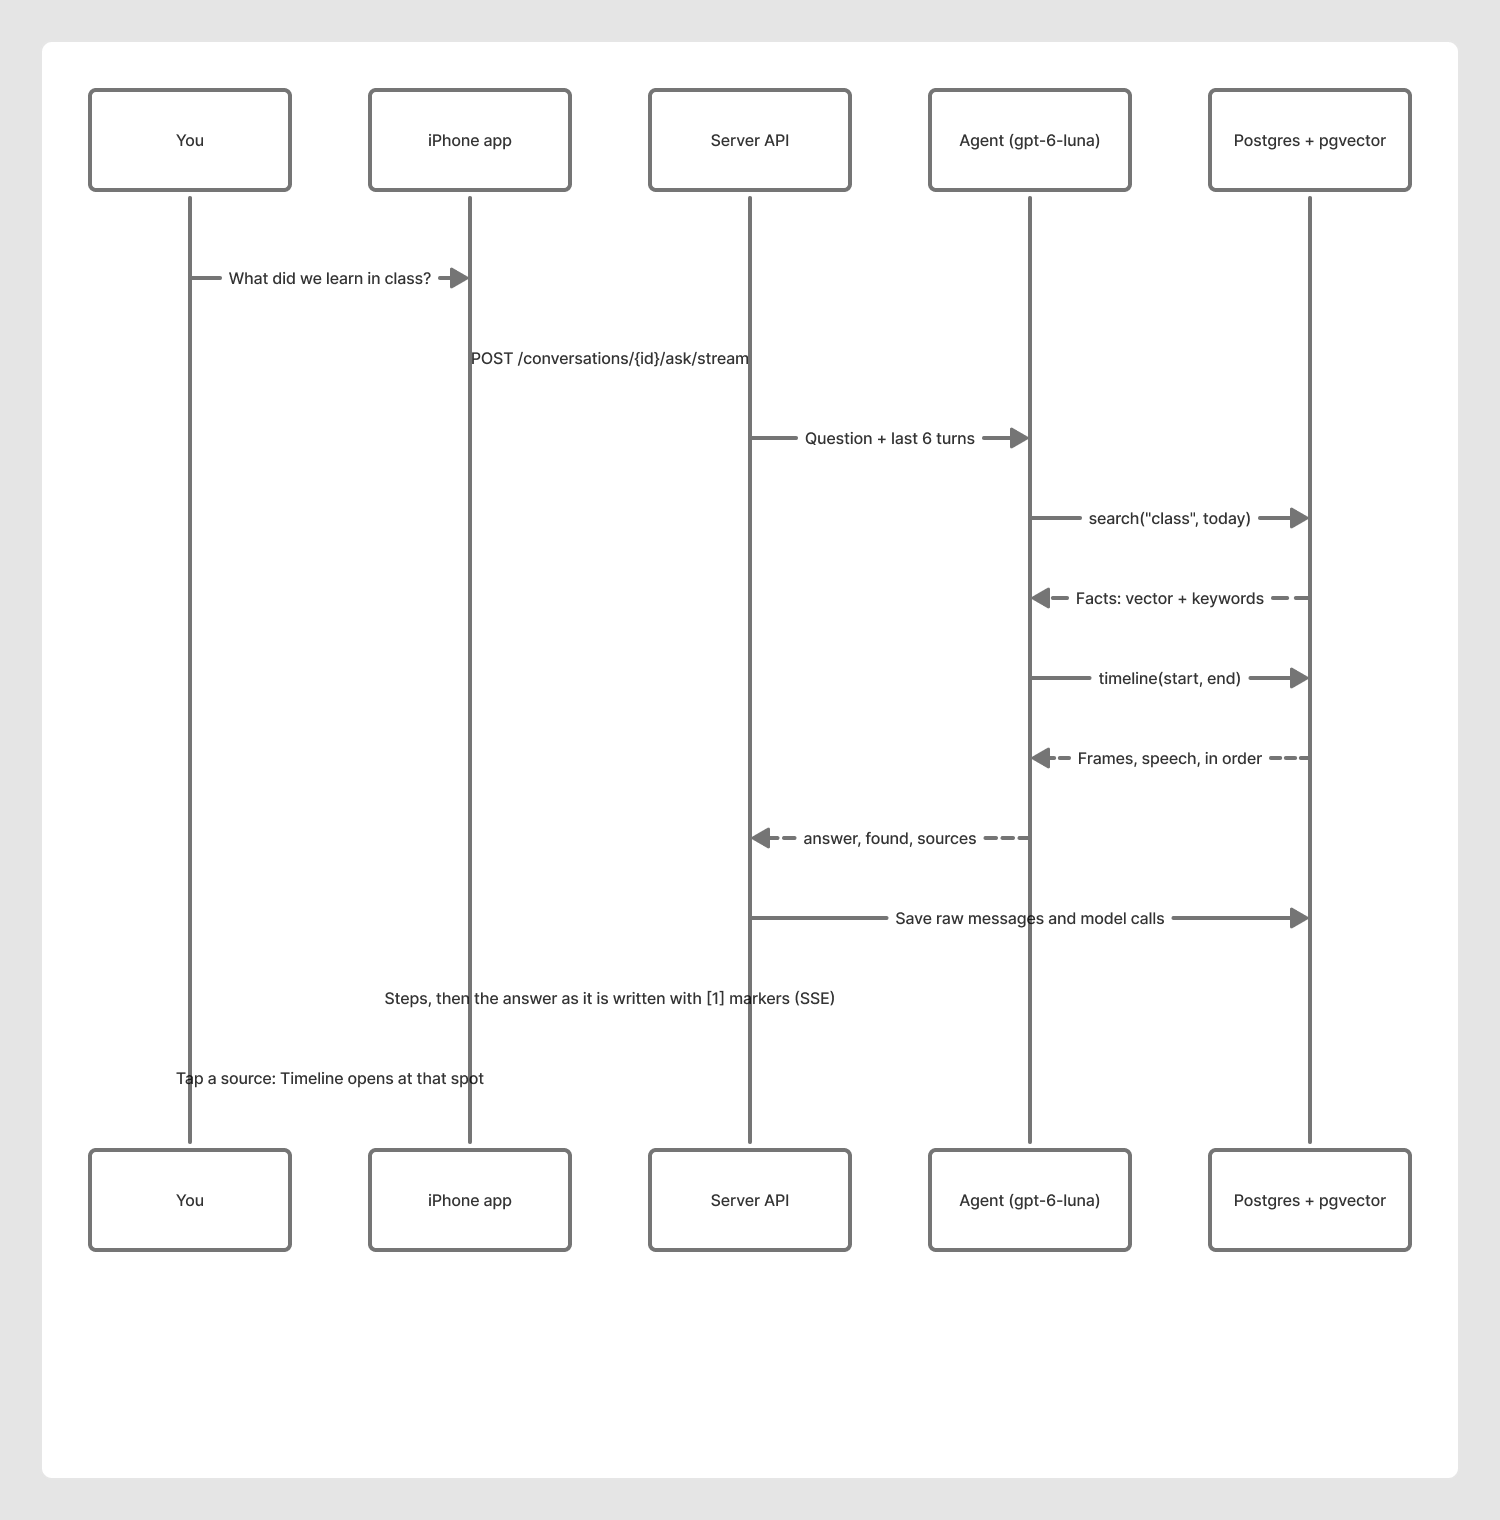 You
iPhone app
Server API
Agent (gpt-6-luna)
Postgres + pgvector
What did we learn in class?
POST /conversations/{id}/ask/stream
Question + last 6 turns
search("class", today)
Facts: vector + keywords
timeline(start, end)
Frames, speech, in order
answer, found, sources
Save raw messages and model calls
Steps, then the answer as it is written with [1] markers (SSE)
Tap a source: Timeline opens at that spot
You
iPhone app
Server API
Agent (gpt-6-luna)
Postgres + pgvector